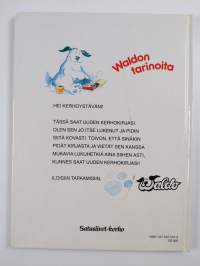 Waldon
tarinoita
HEI KERHOYSTÄVÄNI!
TÄSSÄ SAAT UUDEN KERHOKIRJASI.
OLEN SEN JO ITSE LUKENUT JA PIDIN
SIITÄ KOVASTI. TOIVON, ETTÄ SINÄKIN
PIDÄT KIRJASTA JA VIETÄT SEN KANSSA
MUKAVIA LUKUHETKIÄ AINA SIIHEN ASTI,
KUNNES SAAT UUDEN KERHOKIRJASI!
ILOISIIN TAPAAMISIIN,
Waldo
Satusiivet-kerho